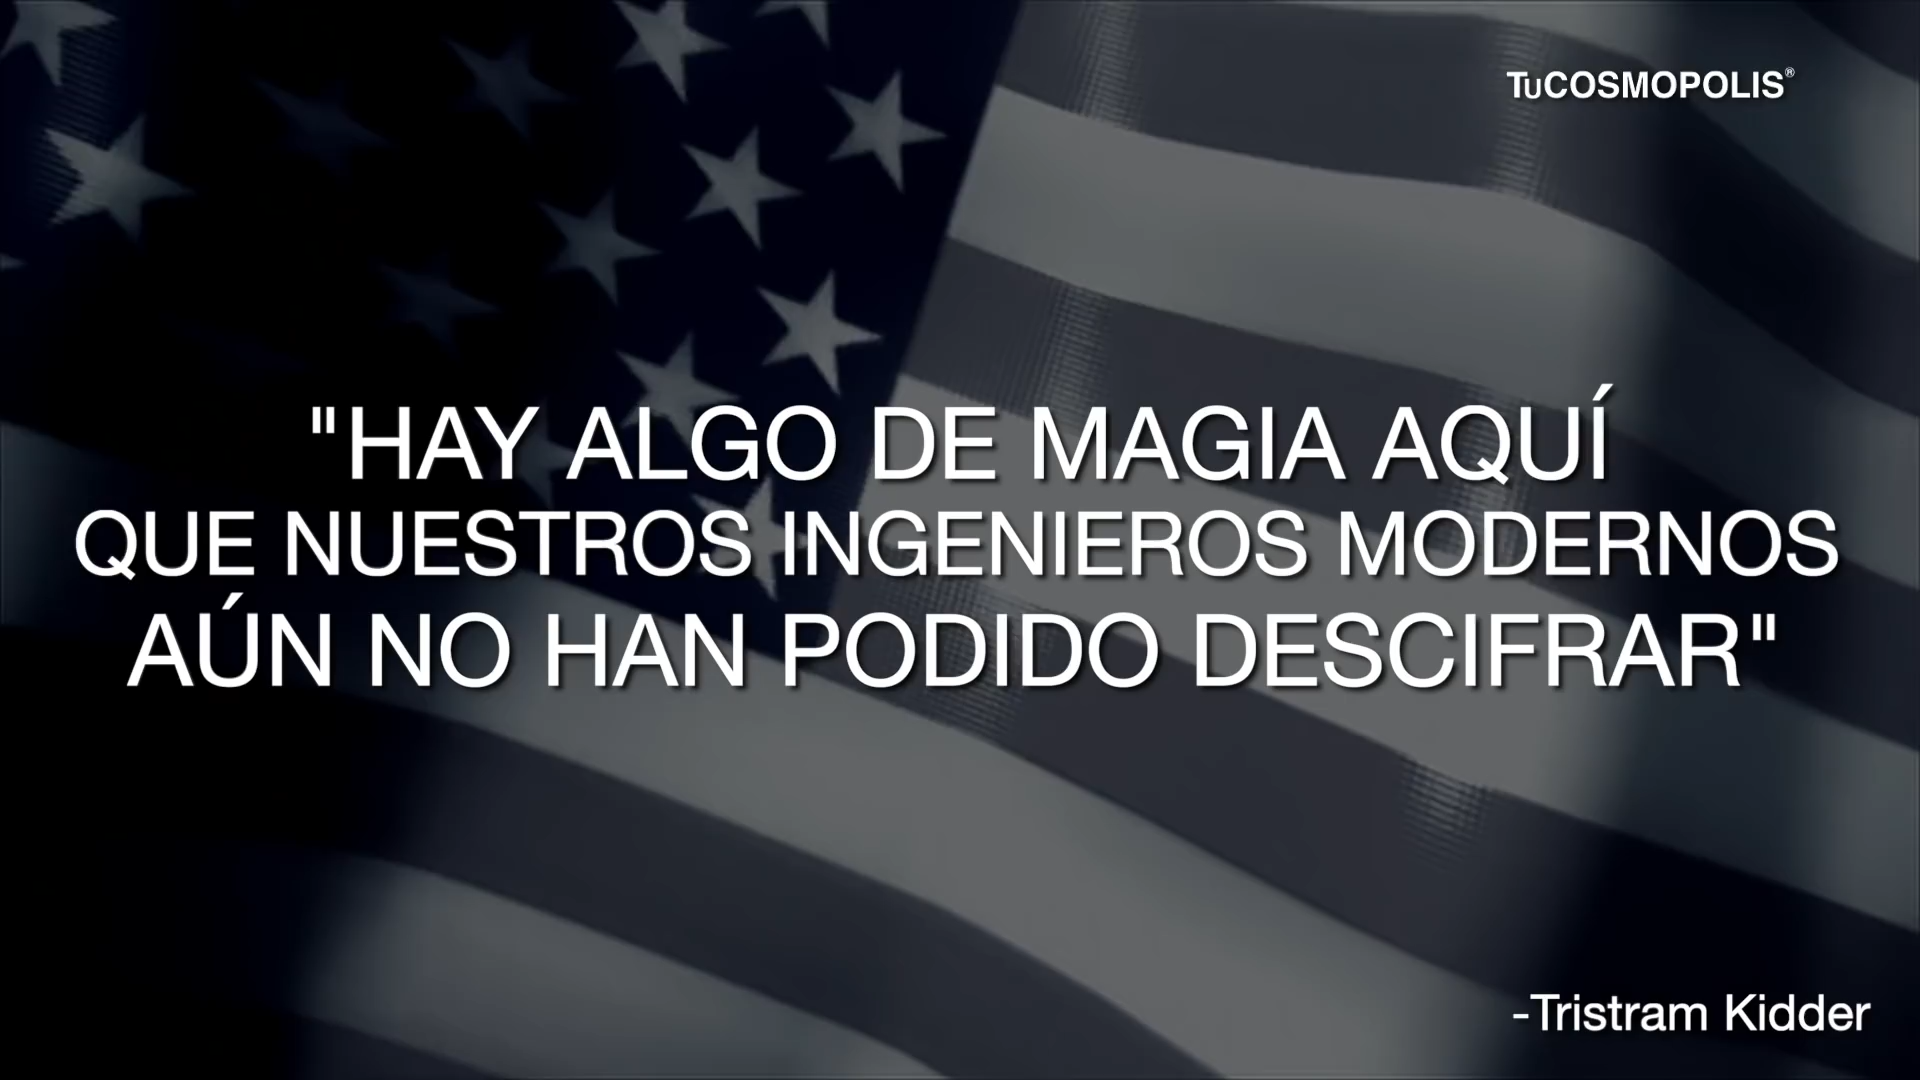 TuCOSMOPOLIS®
"HAY ALGO DE MAGIA AQUÍ
QUE NUESTROS INGENIEROS MODERNOS
AÚN NO HAN PODIDO DESCIFRAR"
-Tristram Kidder